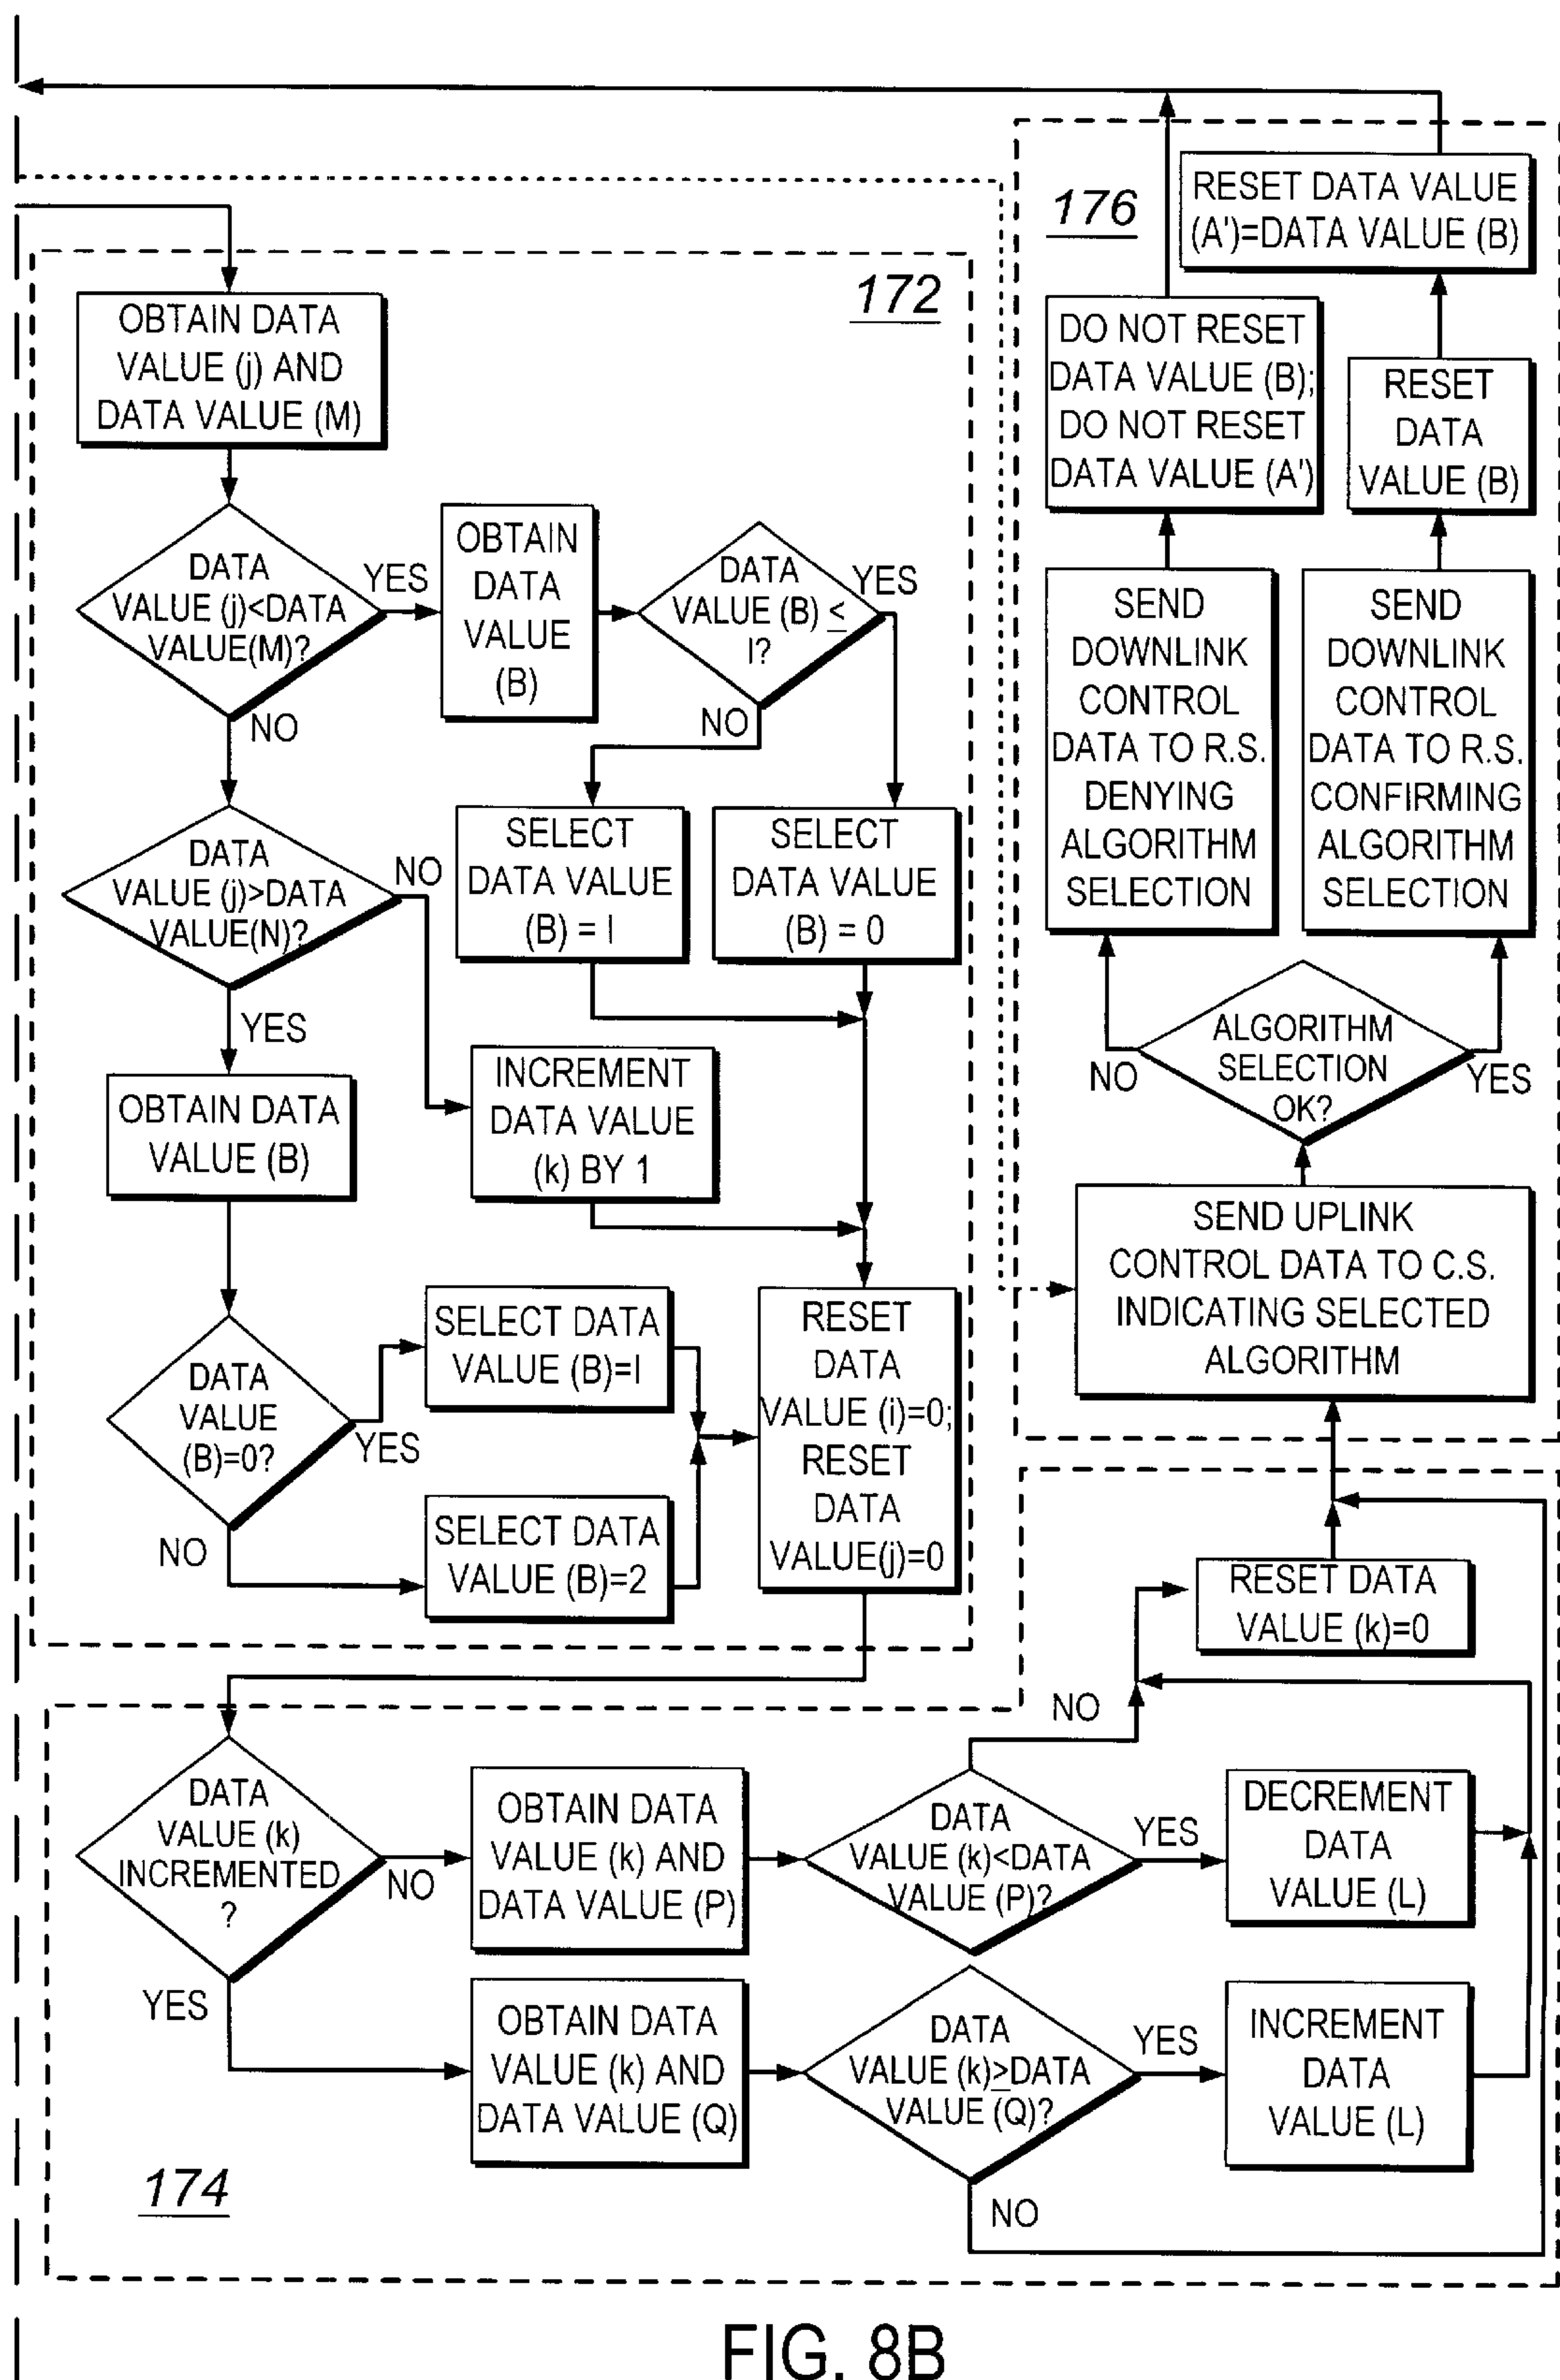 172
OBTAIN DATA
VALUE (j) AND
DATA VALUE (M)
DATA
VALUE (j)<DATA
VALUE(M)?
YES
NO
OBTAIN
DATA
VALUE
(B)
DATA
VALUE (B) ≤
I?
YES
NO
SELECT
DATA VALUE
(B) = I
SELECT
DATA VALUE
(B) = 0
DATA
VALUE (j)>DATA
VALUE(N)?
NO
YES
INCREMENT
DATA VALUE
(k) BY 1
OBTAIN DATA
VALUE (B)
DATA
VALUE
(B)=0?
YES
NO
SELECT DATA
VALUE (B)=I
SELECT DATA
VALUE (B)=2
RESET
DATA
VALUE (i)=0;
RESET
DATA
VALUE(j)=0
176
RESET DATA VALUE
(A')=DATA VALUE (B)
DO NOT RESET
DATA VALUE (B);
DO NOT RESET
DATA VALUE (A')
RESET
DATA
VALUE (B)
SEND
DOWNLINK
CONTROL
DATA TO R.S.
DENYING
ALGORITHM
SELECTION
SEND
DOWNLINK
CONTROL
DATA TO R.S.
CONFIRMING
ALGORITHM
SELECTION
ALGORITHM
SELECTION
OK?
NO
YES
SEND UPLINK
CONTROL DATA TO C.S.
INDICATING SELECTED
ALGORITHM
RESET DATA
VALUE (k)=0
NO
DATA
VALUE (k)
INCREMENTED
?
NO
YES
OBTAIN DATA
VALUE (k) AND
DATA VALUE (P)
DATA
VALUE (k)<DATA
VALUE (P)?
YES
DECREMENT
DATA
VALUE (L)
OBTAIN DATA
VALUE (k) AND
DATA VALUE (Q)
DATA
VALUE (k)≥DATA
VALUE (Q)?
YES
NO
INCREMENT
DATA
VALUE (L)
174
FIG. 8B